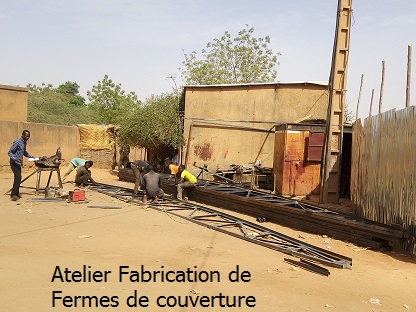 Atelier Fabrication de
Fermes de couverture